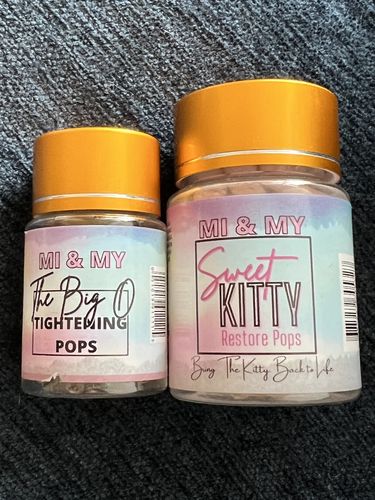 MI & MY
The Big O
TIGHTENING
POPS
MI & MY
Sweet
KITTY
Restore Pops
Bring The Kitty Back to Life